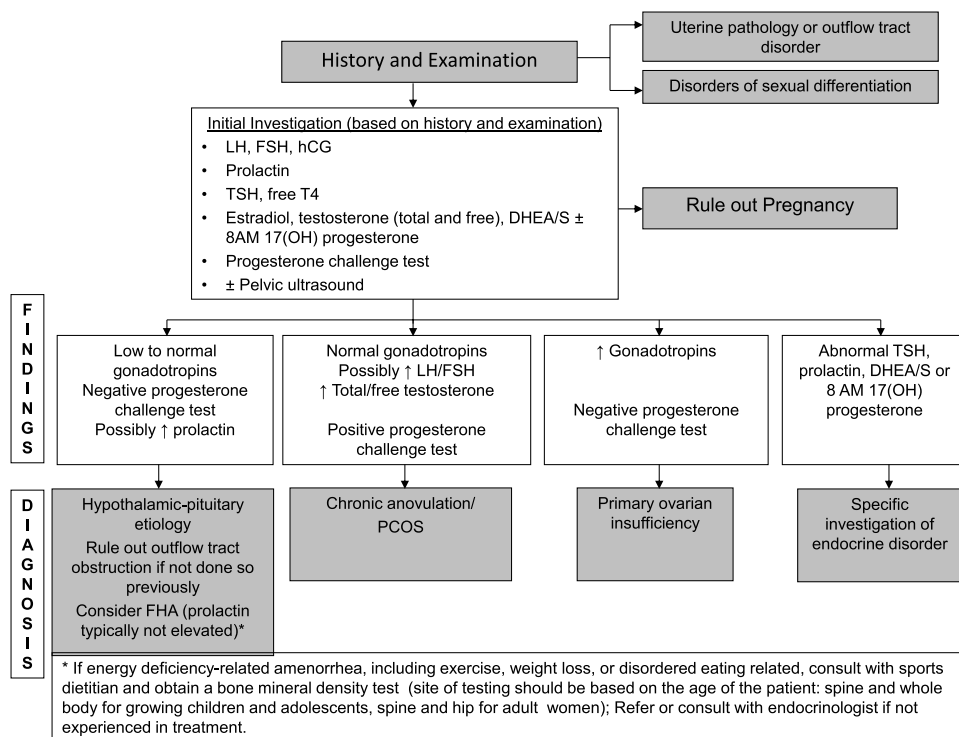 History and Examination
Uterine pathology or outflow tract
disorder
Disorders of sexual differentiation
Initial Investigation (based on history and examination)
• LH, FSH, hCG
• Prolactin
• TSH, free T4
• Estradiol, testosterone (total and free), DHEA/S ±
8AM 17(OH) progesterone
• Progesterone challenge test
• ± Pelvic ultrasound
Rule out Pregnancy
FINDINGS
Low to normal
gonadotropins
Negative progesterone
challenge test
Possibly ↑ prolactin
Normal gonadotropins
Possibly ↑ LH/FSH
↑ Total/free testosterone
Positive progesterone
challenge test
↑ Gonadotropins
Negative progesterone
challenge test
Abnormal TSH,
prolactin, DHEA/S or
8 AM 17(OH)
progesterone
DIAGNOSIS
Hypothalamic-pituitary
etiology
Rule out outflow tract
obstruction if not done so
previously
Consider FHA (prolactin
typically not elevated)*
Chronic anovulation/
PCOS
Primary ovarian
insufficiency
Specific
investigation of
endocrine disorder
* If energy deficiency-related amenorrhea, including exercise, weight loss, or disordered eating related, consult with sports
dietitian and obtain a bone mineral density test (site of testing should be based on the age of the patient: spine and whole
body for growing children and adolescents, spine and hip for adult women); Refer or consult with endocrinologist if not
experienced in treatment.